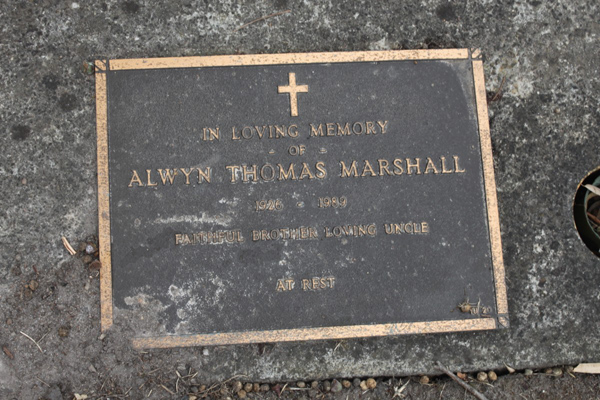 IN LOVING MEMORY
OF
ALWYN THOMAS MARSHALL
1989
FAITHFUL BROTHER LOVING UNCLE
AT REST